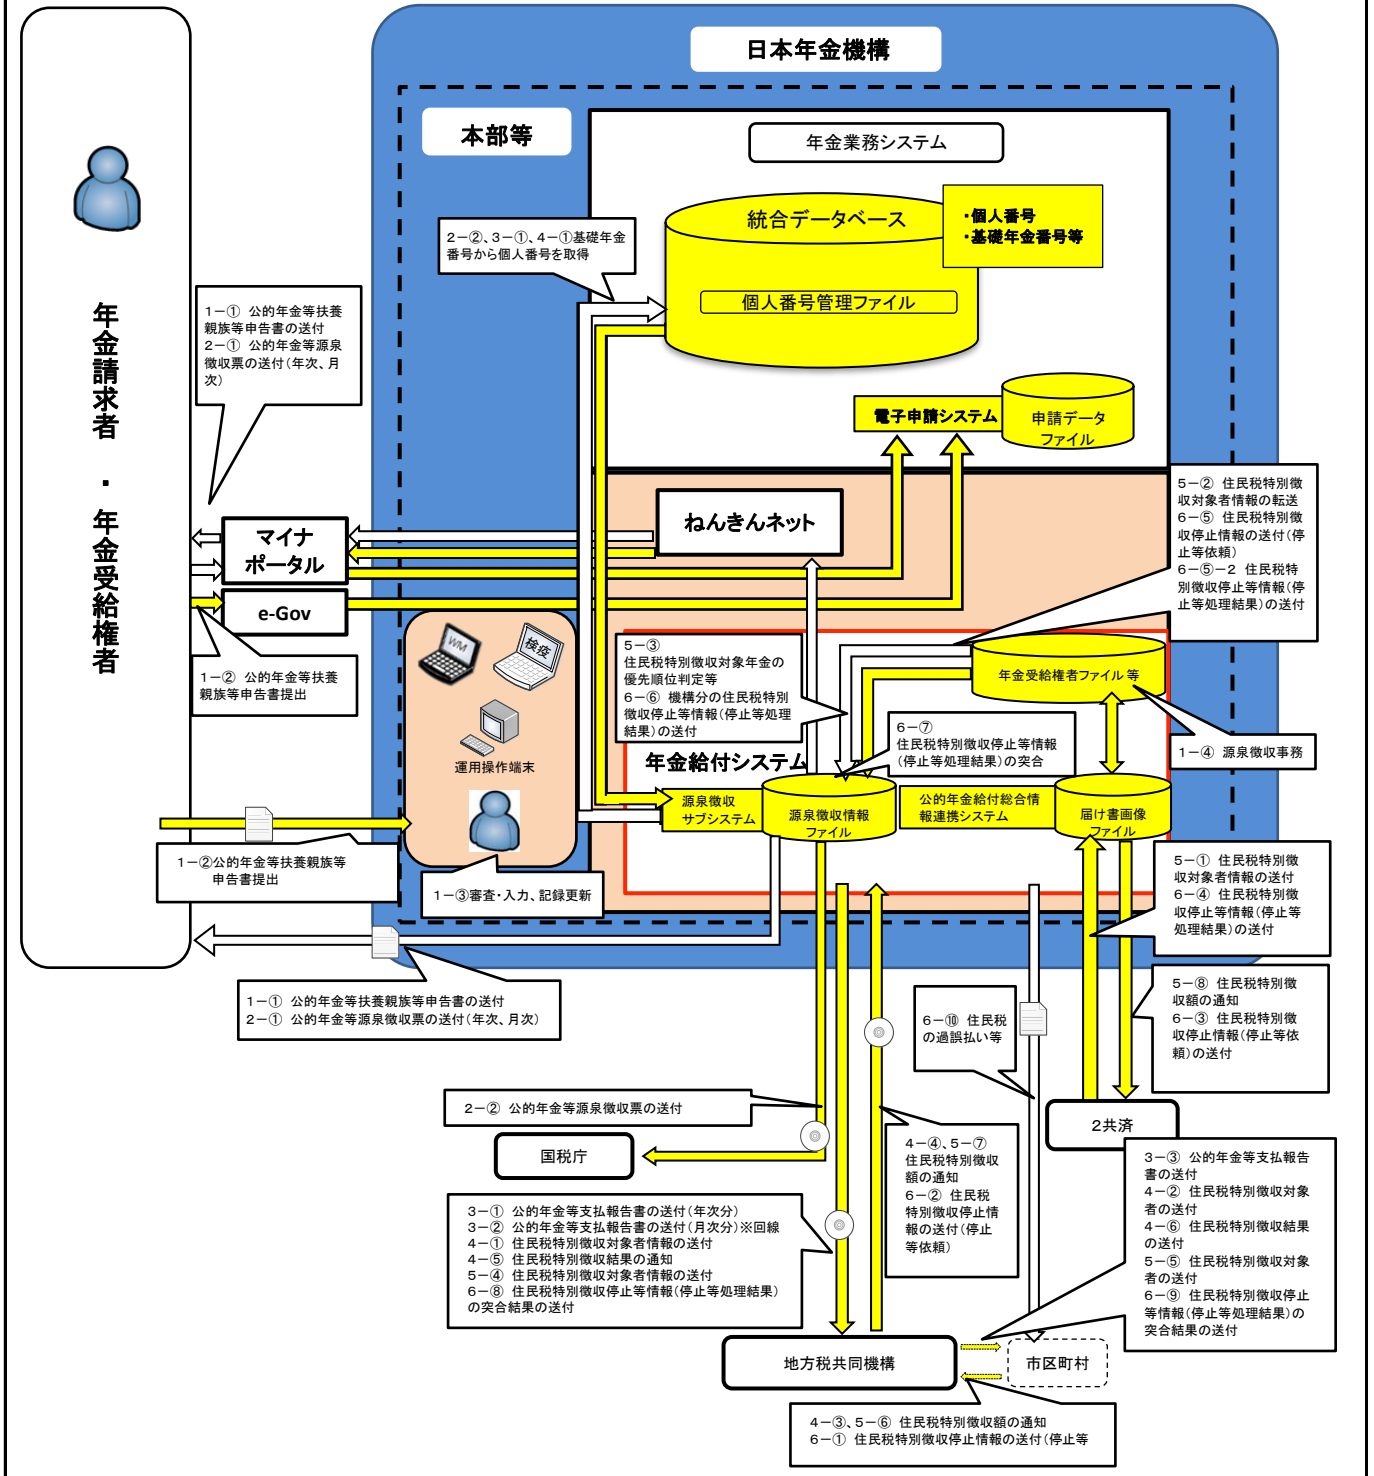 日本年金機構
本部等
年金業務システム
統合データベース
・個人番号
・基礎年金番号等
個人番号管理ファイル
2－②、3－①、4－①基礎年金
番号から個人番号を取得
年金請求者・年金受給権者
1－① 公的年金等扶養
親族等申告書の送付
2－① 公的年金等源泉
徴収票の送付（年次、月
次）
電子申請システム
申請データ
ファイル
5－② 住民税特別徴
収対象者情報の転送
6－⑤ 住民税特別徴
収停止情報の送付（停
止等依頼）
6－⑤－2 住民税特
別徴収停止等情報（停
止等処理結果）の送付
ねんきんネット
マイナ
ポータル
e-Gov
1－② 公的年金等扶養
親族等申告書提出
WM
検疫
運用操作端末
5－③
住民税特別徴収対象年金の
優先順位判定等
6－⑥ 機構分の住民税特別
徴収停止等情報（停止等処理
結果）の送付
年金受給権者ファイル等
6－⑦
住民税特別徴収停止等情報
（停止等処理結果）の突合
1－④ 源泉徴収事務
年金給付システム
源泉徴収
サブシステム
源泉徴収情報
ファイル
公的年金給付総合情
報連携システム
届け書画像
ファイル
1－②公的年金等扶養親族等
申告書提出
1－③審査・入力、記録更新
5－① 住民税特別徴
収対象者情報の送付
6－④ 住民税特別徴
収停止等情報（停止等
処理結果）の送付
1－① 公的年金等扶養親族等申告書の送付
2－① 公的年金等源泉徴収票の送付（年次、月次）
5－⑧ 住民税特別徴
収額の通知
6－③ 住民税特別徴
収停止情報（停止等依
頼）の送付
6－⑩ 住民税
の過誤払い等
2－② 公的年金等源泉徴収票の送付
2共済
国税庁
4－④、5－⑦
住民税特別徴収
額の通知
6－② 住民税
特別徴収停止情
報の送付（停止
等依頼）
3－③ 公的年金等支払報告
書の送付
4－② 住民税特別徴収対象
者の送付
4－⑥ 住民税特別徴収結果
の送付
5－⑤ 住民税特別徴収対象
者の送付
6－⑨ 住民税特別徴収停止
等情報（停止等処理結果）の
突合結果の送付
3－① 公的年金等支払報告書の送付（年次分）
3－② 公的年金等支払報告書の送付（月次分）※回線
4－① 住民税特別徴収対象者情報の送付
4－⑤ 住民税特別徴収結果の通知
5－④ 住民税特別徴収対象者情報の送付
6－⑧ 住民税特別徴収停止等情報（停止等処理結果）
の突合結果の送付
地方税共同機構
市区町村
4－③、5－⑥ 住民税特別徴収額の通知
6－① 住民税特別徴収停止情報の送付（停止等